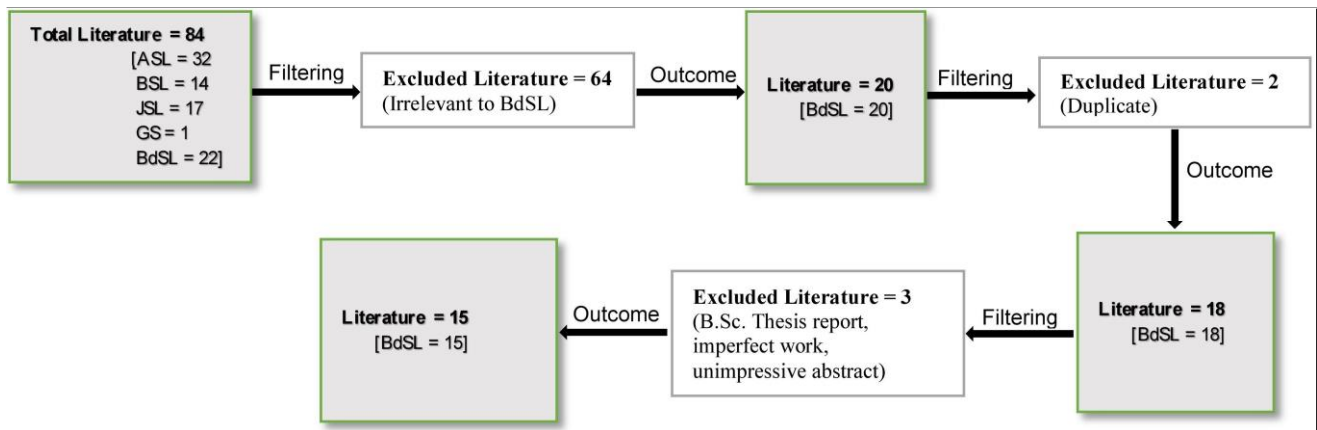 Total Literature = 84
[ASL = 32
BSL = 14
JSL = 17
GS = 1
BdSL = 22]
Filtering
Excluded Literature = 64
(Irrelevant to BdSL)
Outcome
Literature = 20
[BdSL = 20]
Filtering
Excluded Literature = 2
(Duplicate)
Outcome
Literature = 18
[BdSL = 18]
Filtering
Excluded Literature = 3
(B.Sc. Thesis report,
imperfect work,
unimpressive abstract)
Outcome
Literature = 15
[BdSL = 15]